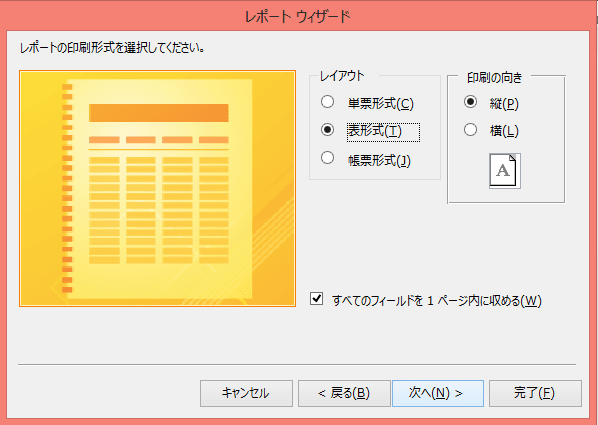 レポート ウィザード
レポートの印刷形式を選択してください。
レイアウト
単票形式(C)
表形式(T)
帳票形式(J)
印刷の向き
縦(P)
横(L)
A
すべてのフィールドを 1 ページ内に収める(W)
キャンセル
< 戻る(B)
次へ(N) >
完了(F)